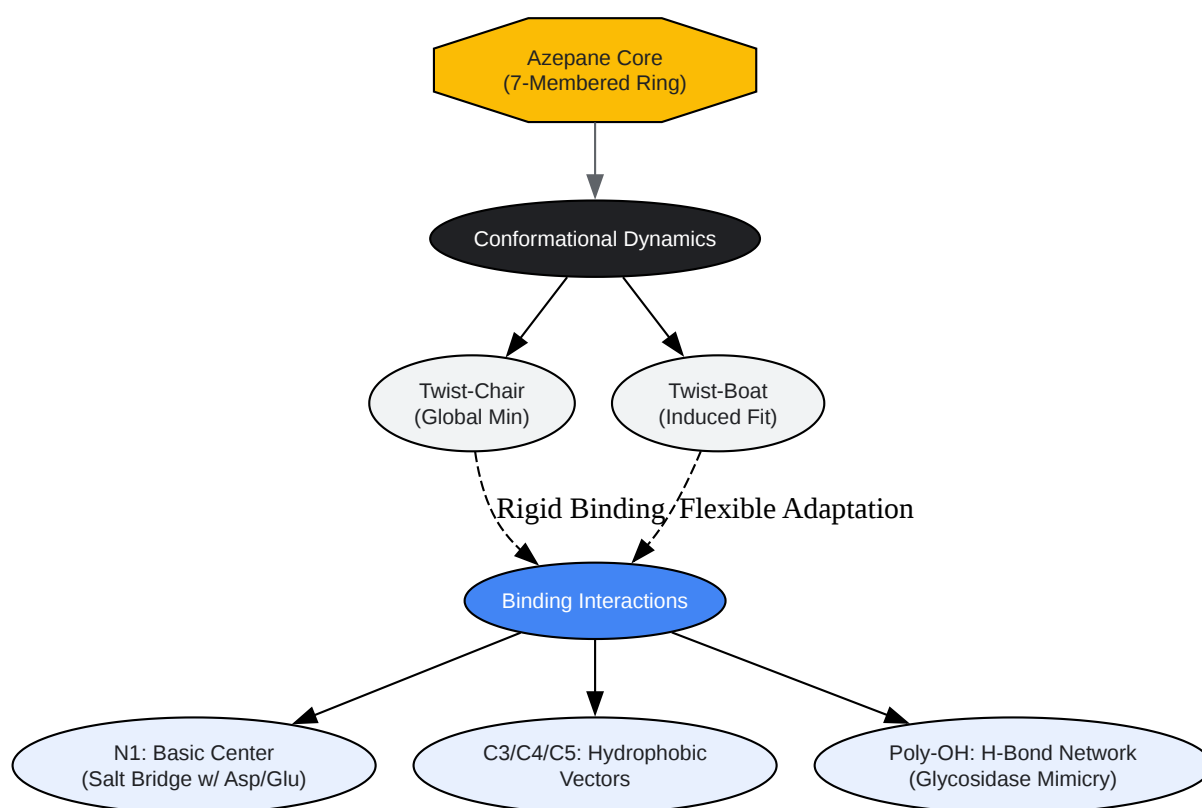 Azepane Core
(7-Membered Ring)
Conformational Dynamics
Twist-Chair
(Global Min)
Twist-Boat
(Induced Fit)
Rigid Binding
Flexible Adaptation
Binding Interactions
N1: Basic Center
(Salt Bridge w/ Asp/Glu)
C3/C4/C5: Hydrophobic
Vectors
Poly-OH: H-Bond Network
(Glycosidase Mimicry)